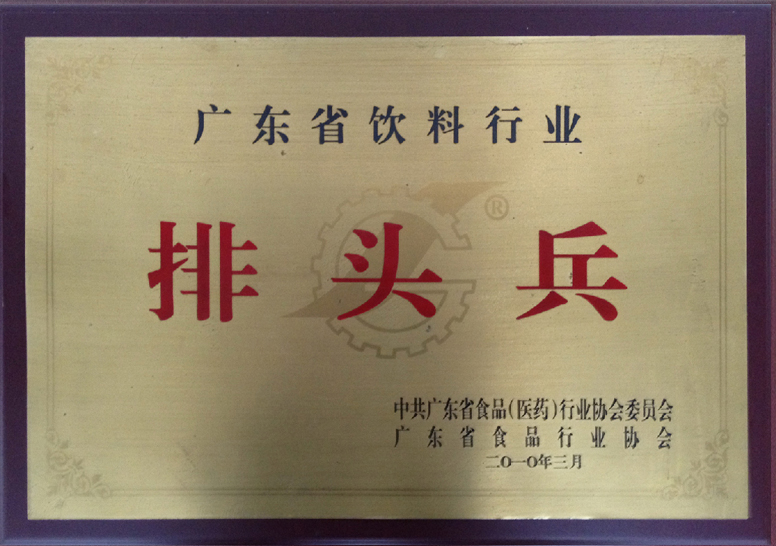 广东省饮料行业
®
排头兵
中共广东省食品(医药)行业协会委员会
广东省食品行业协会
二〇一〇年三月